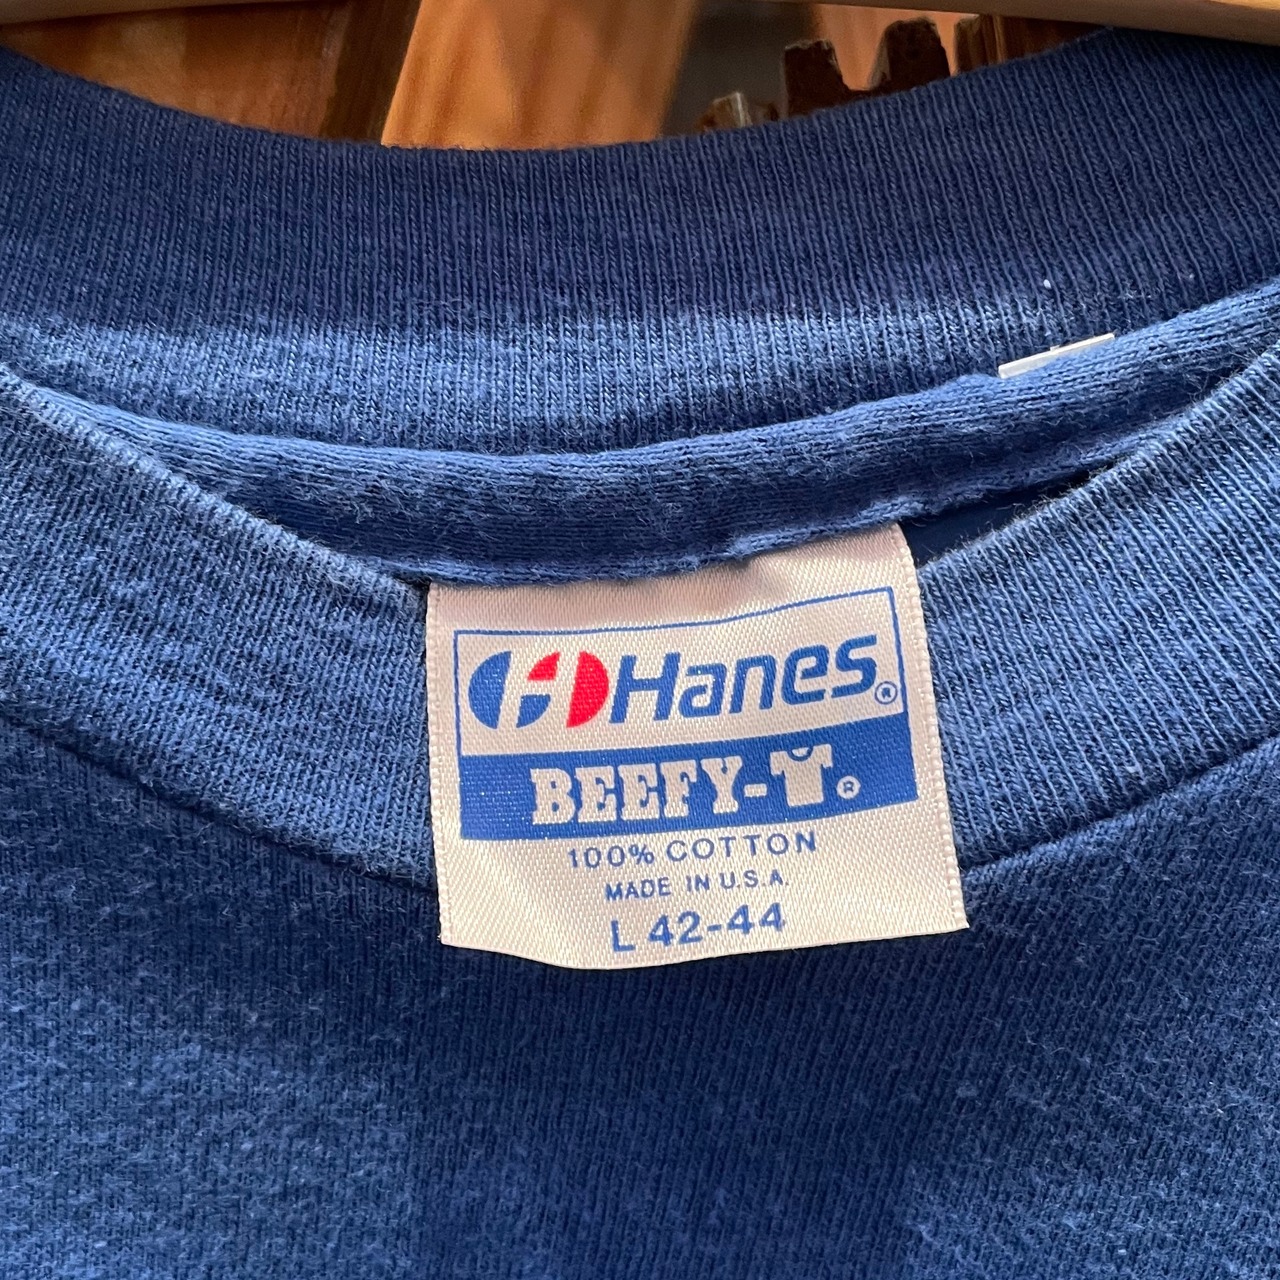 Hanes®
BEEFY-T®
100% COTTON
MADE IN U.S.A.
L 42-44